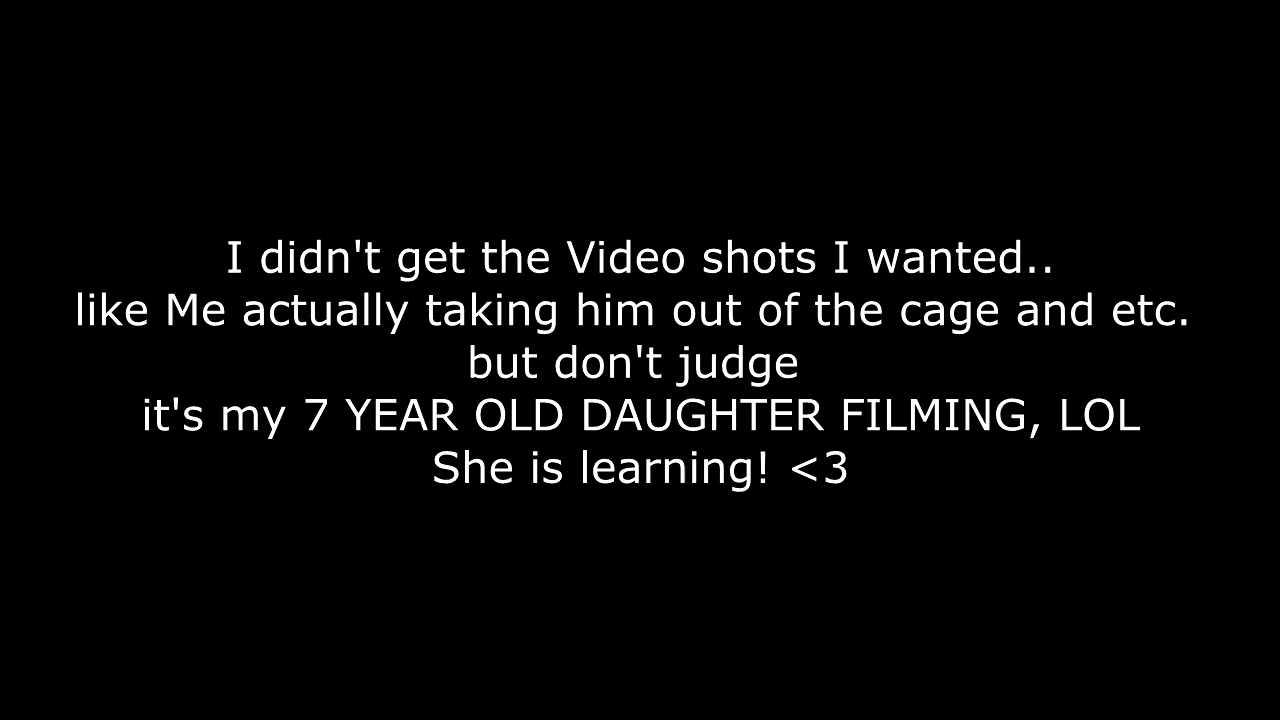 I didn't get the Video shots I wanted..
like Me actually taking him out of the cage and etc.
but don't judge
it's my 7 YEAR OLD DAUGHTER FILMING, LOL
She is learning! <3